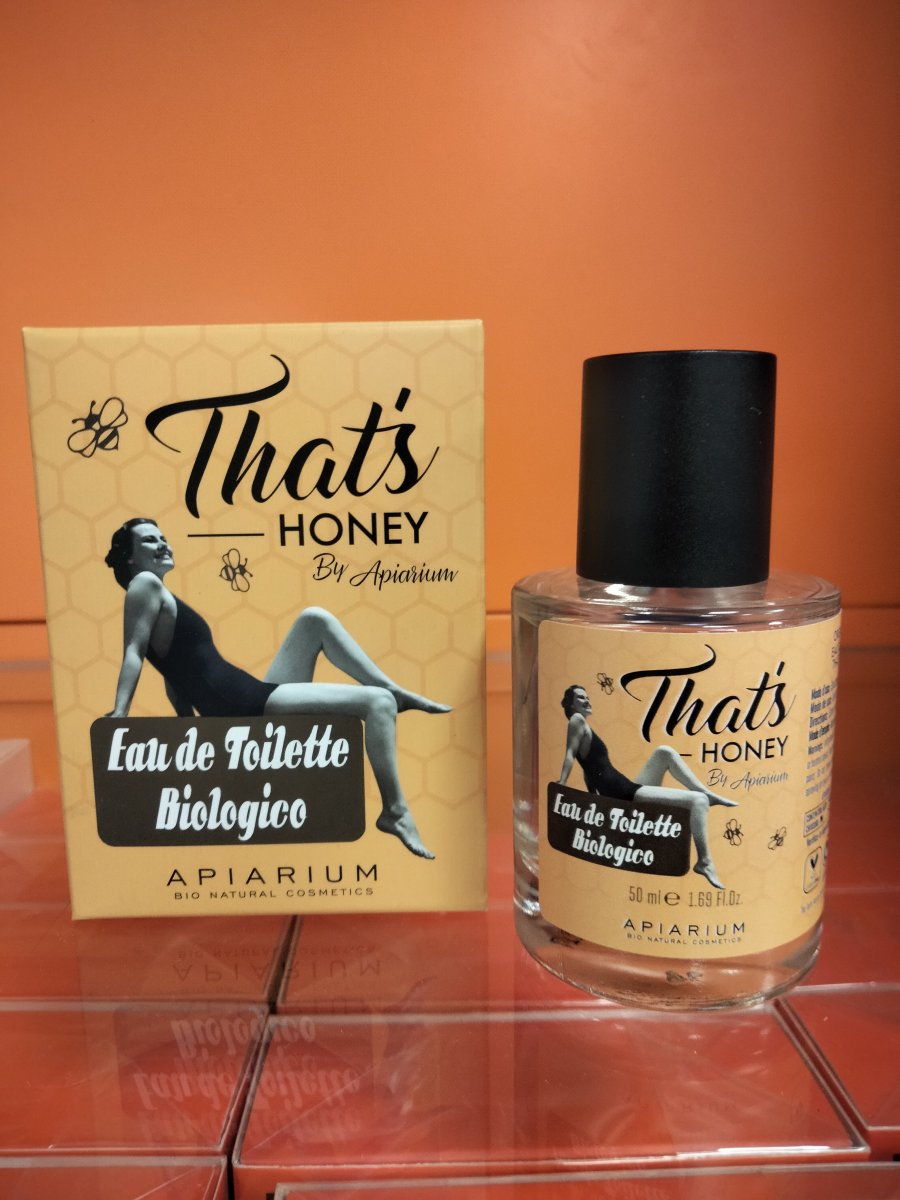 That's
HONEY
By Apiarium
Eau de Toilette
Biologico
APIARIUM
BIO NATURAL COSMETICS
That's
HONEY
By Apiarium
Eau de Toilette
Biologico
50 ml e 1.69 Fl.Oz.
APIARIUM
BIO NATURAL COSMETICS